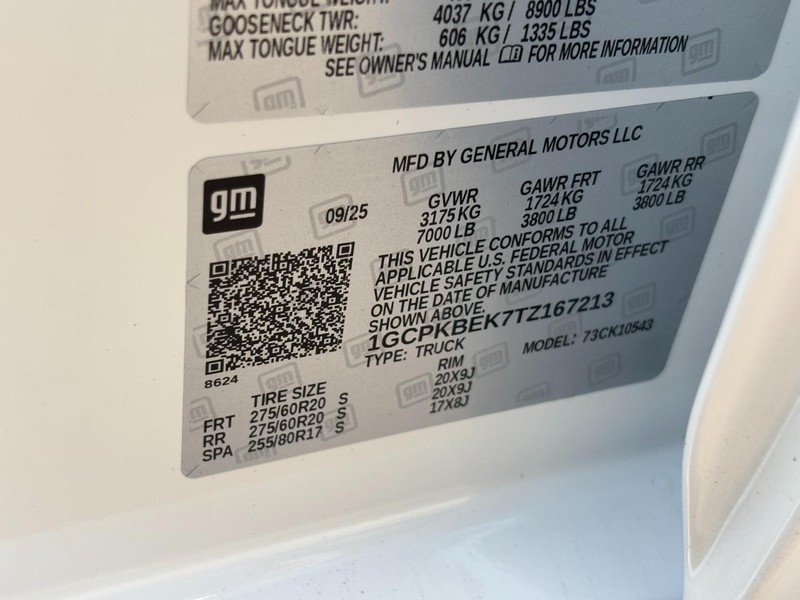 MAX TONGUE WEIGHT:
GOOSENECK TWR: 4037 KG / 8900 LBS
MAX TONGUE WEIGHT: 606 KG / 1335 LBS
SEE OWNER'S MANUAL FOR MORE INFORMATION
MFD BY GENERAL MOTORS LLC
gm
09/25
GVWR GAWR FRT GAWR RR
3175 KG 1724 KG 1724 KG
7000 LB 3800 LB 3800 LB
THIS VEHICLE CONFORMS TO ALL
APPLICABLE U.S. FEDERAL MOTOR
VEHICLE SAFETY STANDARDS IN EFFECT
ON THE DATE OF MANUFACTURE
SHOWN ABOVE.
1GCPKBEK7TZ167213
TYPE: TRUCK MODEL: 73CK10543
8624
TIRE SIZE RIM
FRT 275/60R20 S 20X9J
RR 275/60R20 S 20X9J
SPA 255/80R17 S 17X8J